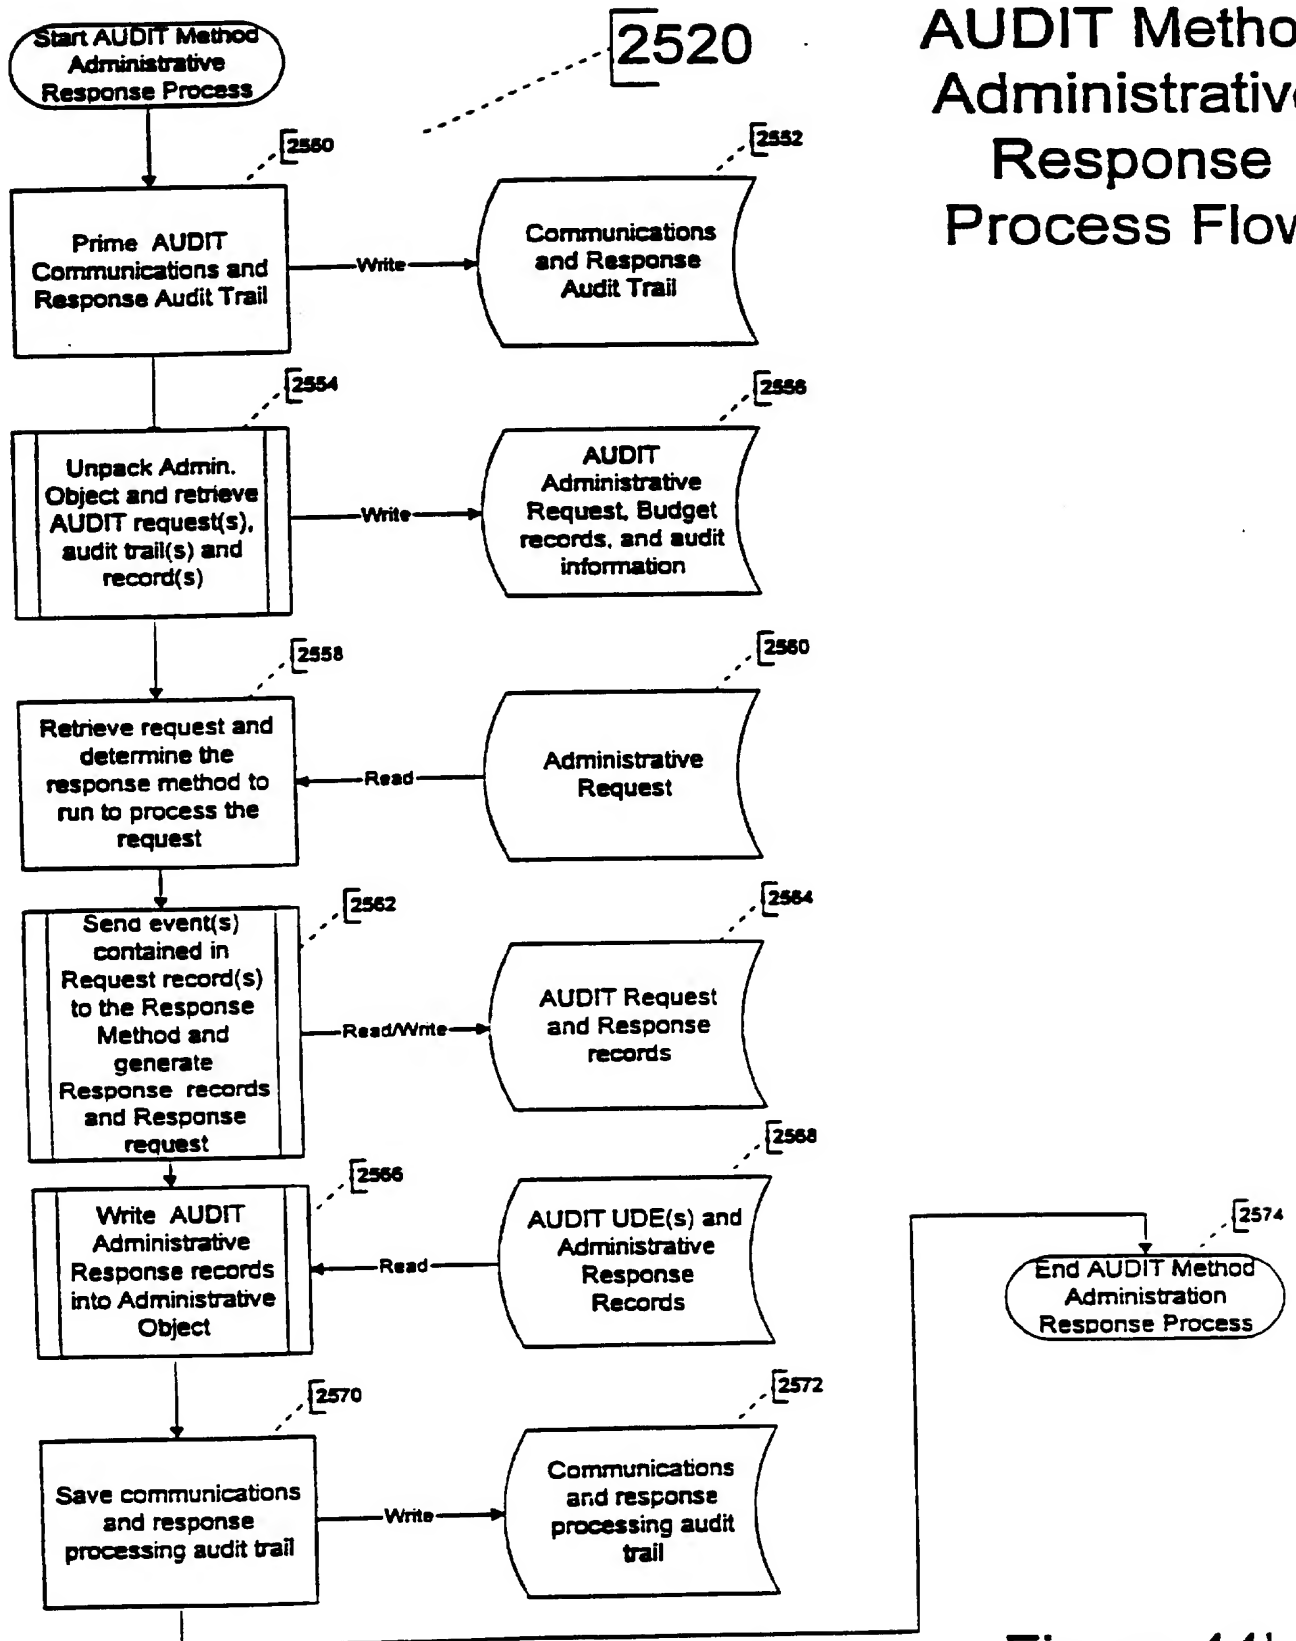 Start AUDIT Method
Administrative
Response Process
2520
AUDIT Metho
Administrative
Response
Process Flow
2550
Prime AUDIT
Communications and
Response Audit Trail
Write
2552
Communications
and Response
Audit Trail
2554
Unpack Admin.
Object and retrieve
AUDIT request(s),
audit trail(s) and
record(s)
Write
2556
AUDIT
Administrative
Request, Budget
records, and audit
information
2558
Retrieve request and
determine the
response method to
run to process the
request
Read
2560
Administrative
Request
2562
Send event(s)
contained in
Request record(s)
to the Response
Method and
generate
Response records
and Response
request
Read/Write
2564
AUDIT Request
and Response
records
2566
Write AUDIT
Administrative
Response records
into Administrative
Object
Read
2568
AUDIT UDE(s) and
Administrative
Response
Records
2570
Save communications
and response
processing audit trail
Write
2572
Communications
and response
processing audit
trail
2574
End AUDIT Method
Administration
Response Process